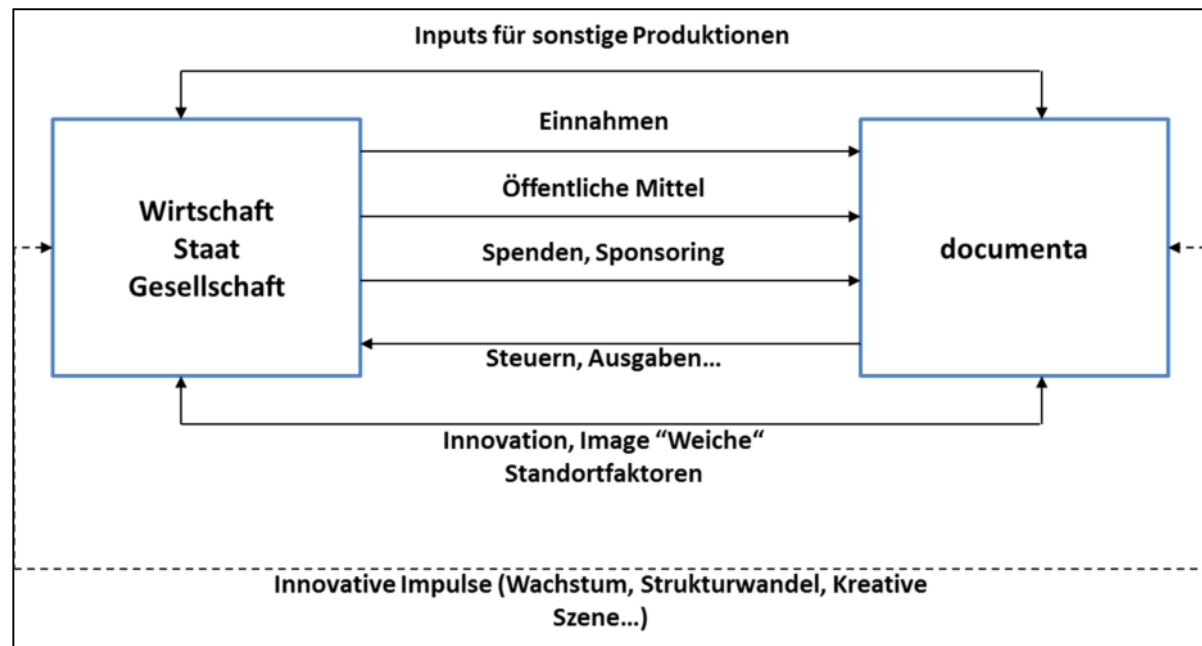 Inputs für sonstige Produktionen
Einnahmen
Öffentliche Mittel
Wirtschaft
Staat
Gesellschaft
Spenden, Sponsoring
documenta
Steuern, Ausgaben...
Innovation, Image “Weiche“
Standortfaktoren
Innovative Impulse (Wachstum, Strukturwandel, Kreative
Szene...)